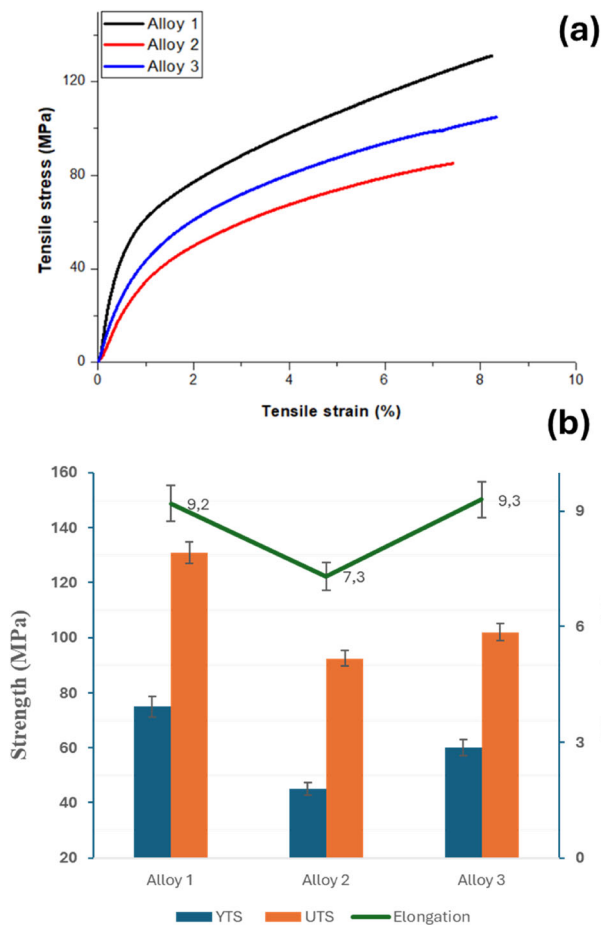 (a)
Alloy 1
Alloy 2
Alloy 3
Tensile stress (MPa)
120
80
40
0
0 2 4 6 8 10
Tensile strain (%)
(b)
Strength (MPa)
160
140
120
100
80
60
40
20
9
6
3
0
9,2
7,3
9,3
Alloy 1 Alloy 2 Alloy 3
YTS UTS Elongation